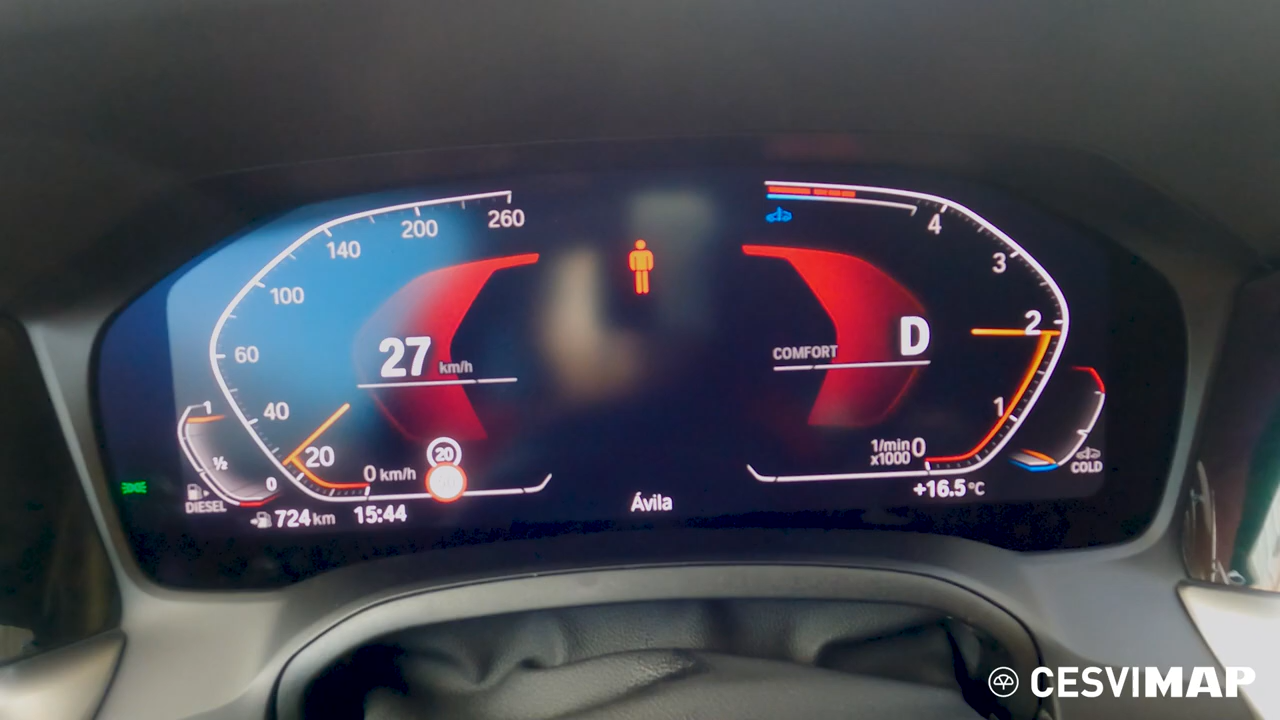 260
200
140
100
60
40
20
0 km/h
27 km/h
1
½
0
DIESEL
724 km
15:44
20
Ávila
4
3
2
1
0
1/min
x1000
D
COMFORT
COLD
+16.5 °C
CESVIMAP